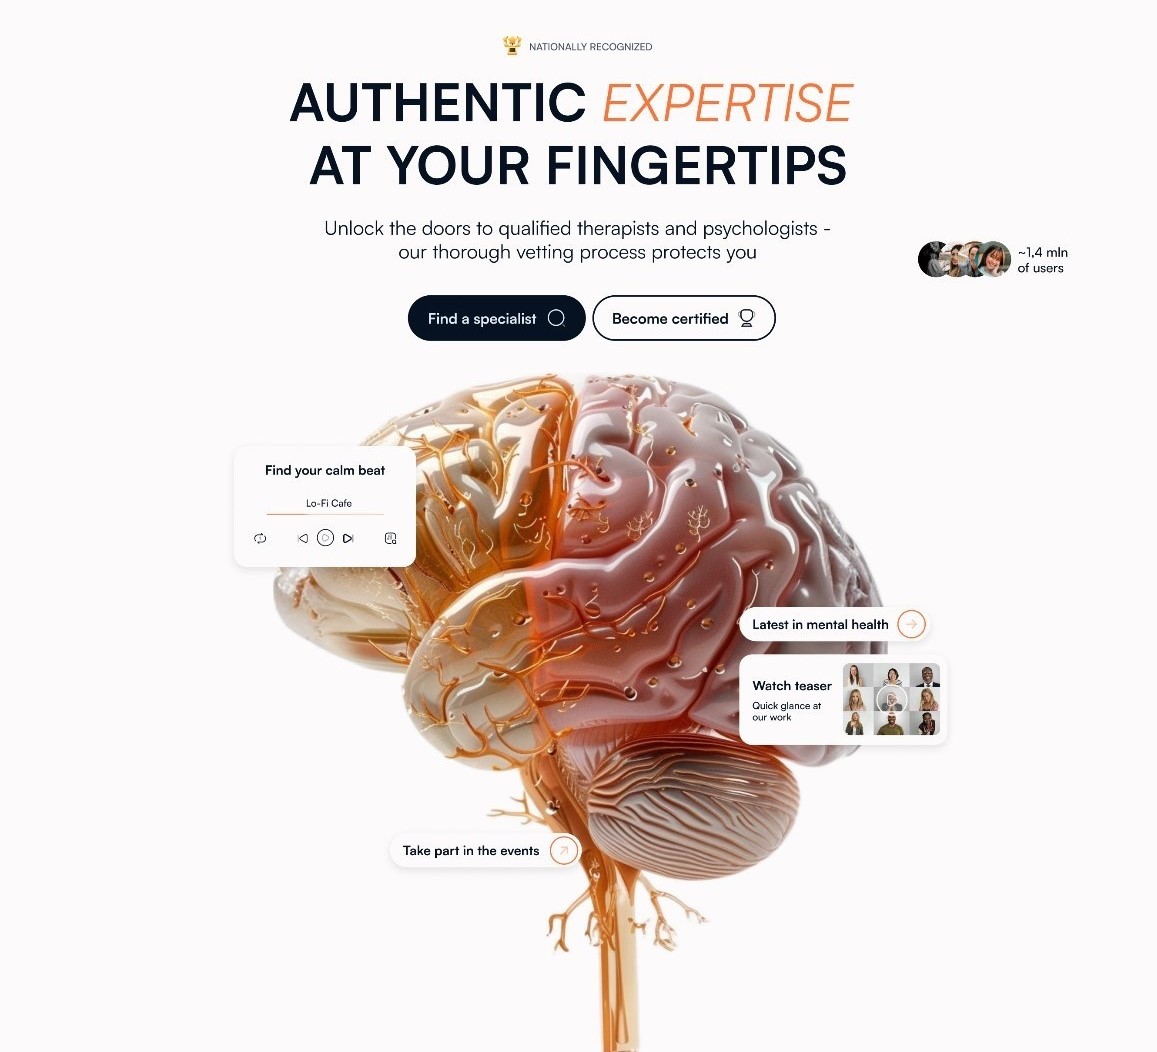 NATIONALLY RECOGNIZED
AUTHENTIC EXPERTISE
AT YOUR FINGERTIPS
Unlock the doors to qualified therapists and psychologists -
our thorough vetting process protects you
~1,4 mln
of users
Find a specialist
Become certified
Find your calm beat
Lo-Fi Cafe
Latest in mental health
Watch teaser
Quick glance at
our work
Take part in the events